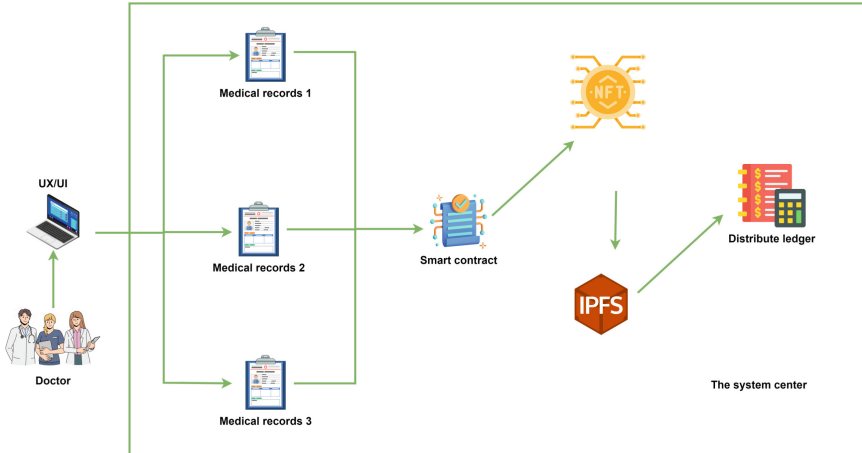 Medical records 1
NFT
UX/UI
Medical records 2
Smart contract
Distribute ledger
IPFS
Doctor
The system center
Medical records 3